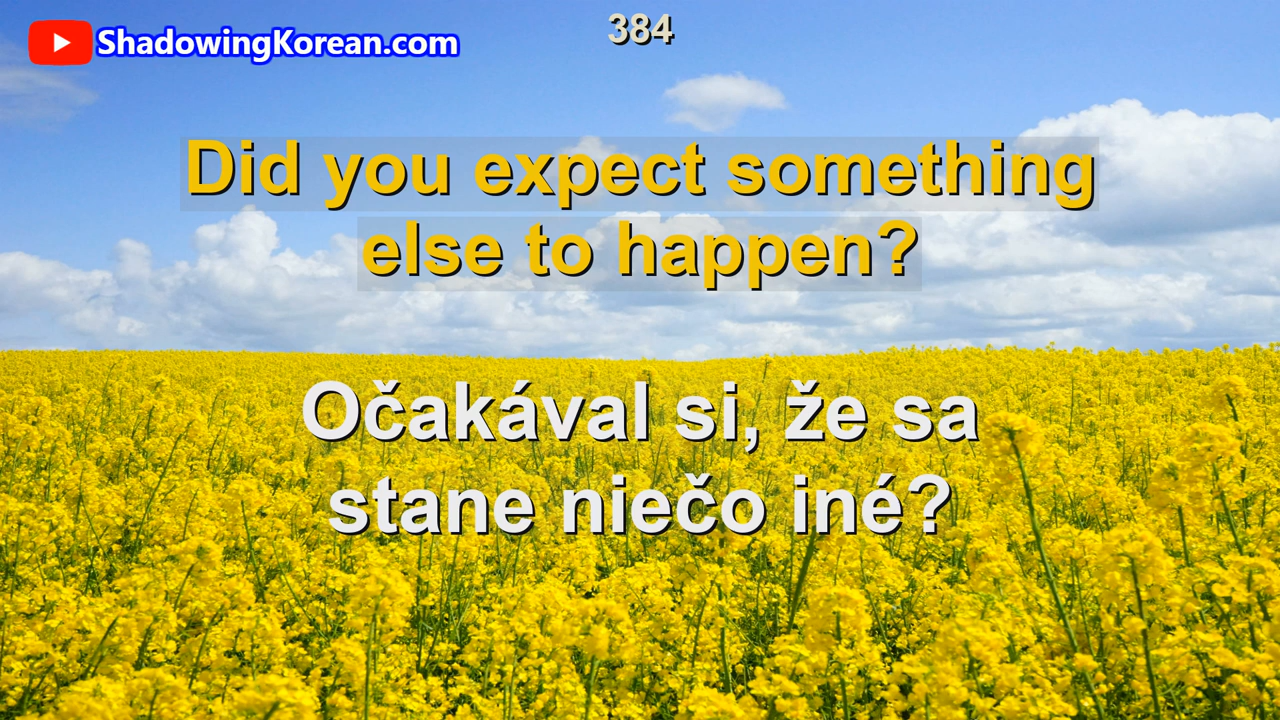 ShadowingKorean.com
384
Did you expect something
else to happen?
Očakával si, že sa
stane niečo iné?